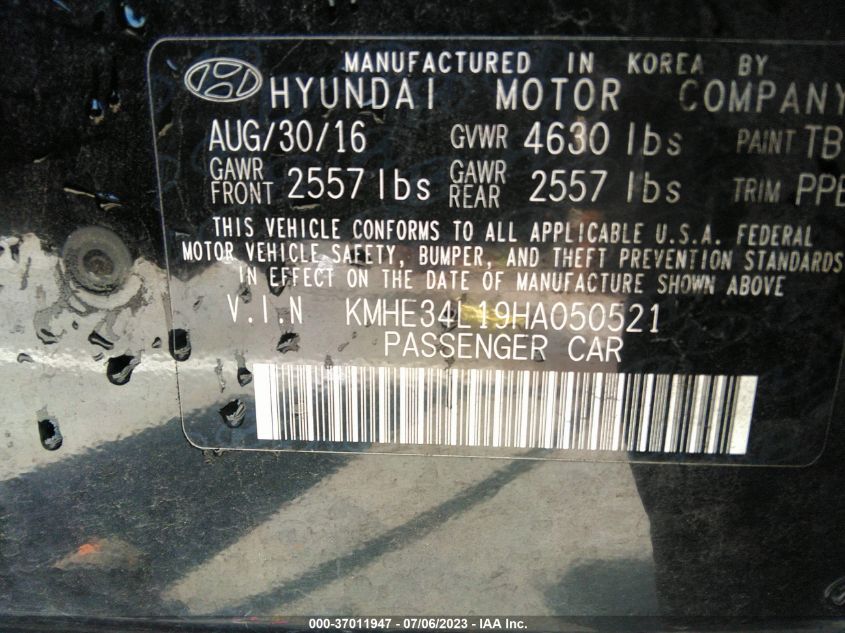 MANUFACTURED IN KOREA BY
HYUNDAI MOTOR COMPANY
AUG/30/16 GVWR 4630 lbs PAINT TB
GAWR FRONT 2557 lbs GAWR REAR 2557 lbs TRIM PPB
THIS VEHICLE CONFORMS TO ALL APPLICABLE U.S.A. FEDERAL
MOTOR VEHICLE SAFETY, BUMPER, AND THEFT PREVENTION STANDARDS
IN EFFECT ON THE DATE OF MANUFACTURE SHOWN ABOVE
V.I.N KMHE34L19HA050521
PASSENGER CAR
000-37011947 - 07/06/2023 - IAA Inc.